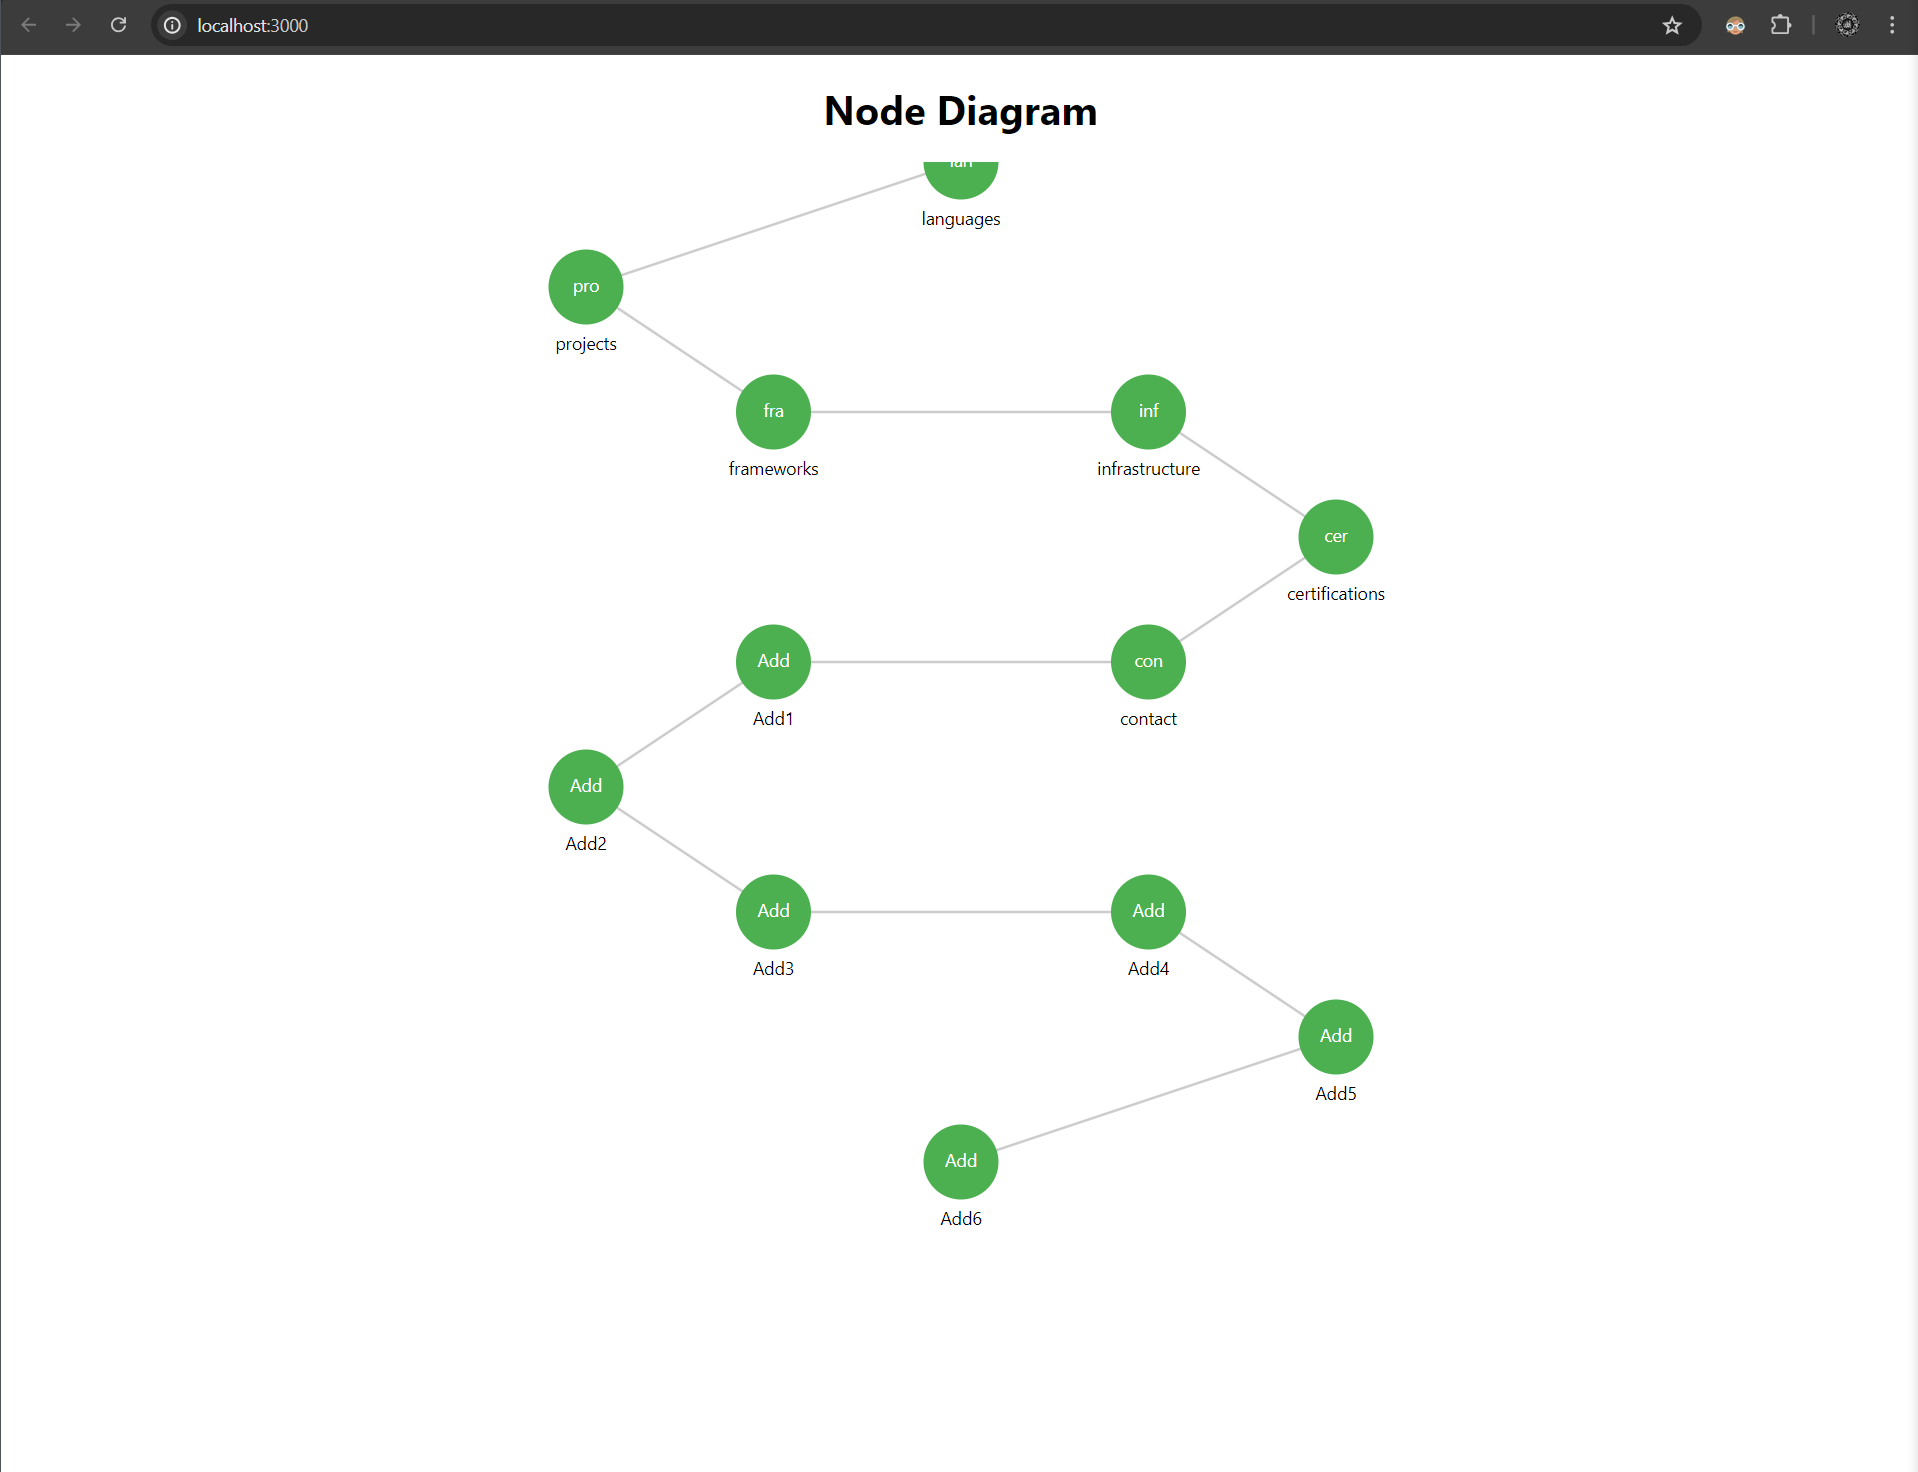 localhost:3000
Node Diagram
languages
pro
projects
fra
inf
frameworks
infrastructure
cer
certifications
Add
con
Add1
contact
Add
Add2
Add
Add
Add3
Add4
Add
Add5
Add
Add6